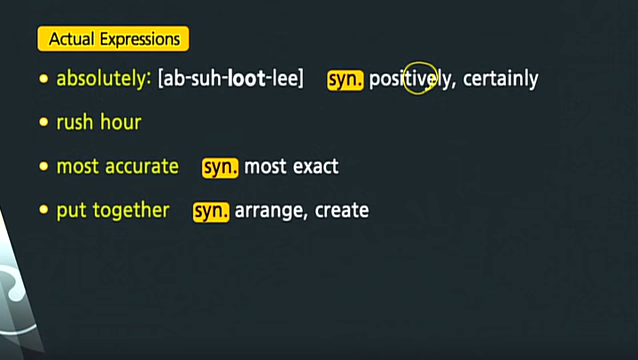 Actual Expressions
• absolutely: [ab-suh-loot-lee] syn. positively, certainly
• rush hour
• most accurate syn. most exact
• put together syn. arrange, create